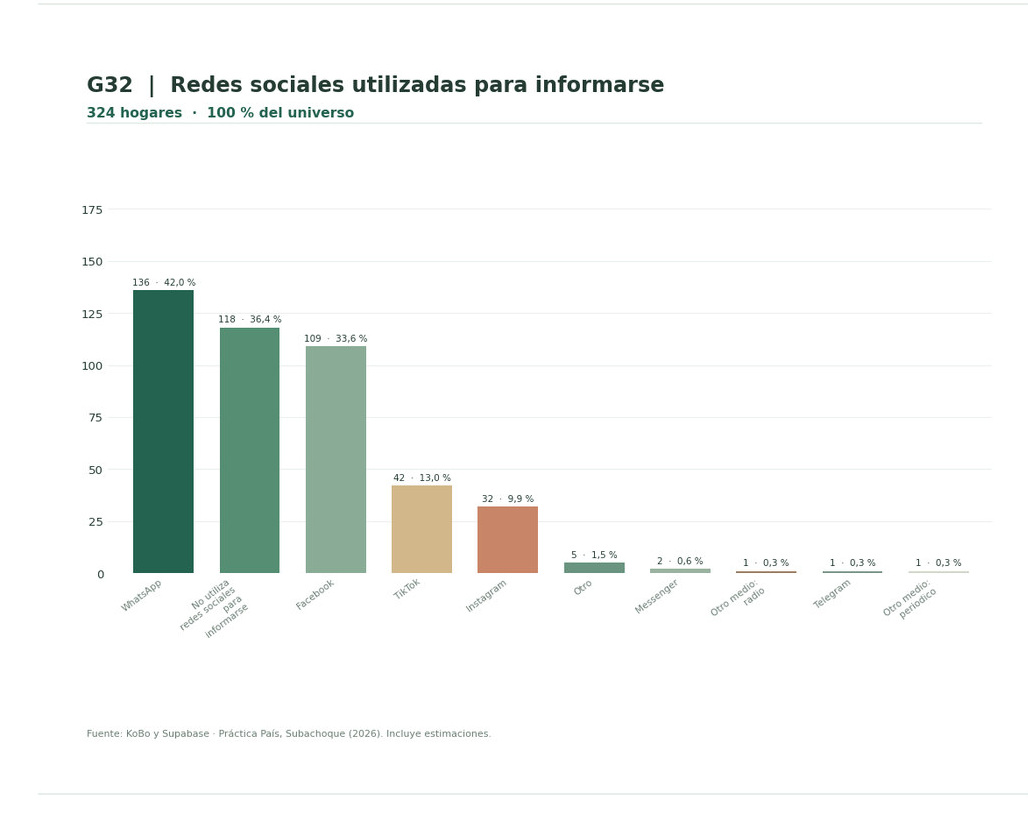 G32 | Redes sociales utilizadas para informarse
324 hogares · 100 % del universo
175
150
125
100
75
50
25
0
136 · 42,0 %
118 · 36,4 %
109 · 33,6 %
42 · 13,0 %
32 · 9,9 %
5 · 1,5 %
2 · 0,6 %
1 · 0,3 %
1 · 0,3 %
1 · 0,3 %
WhatsApp
No utiliza
redes sociales
para
informarse
Facebook
TikTok
Instagram
Otro
Messenger
Otro medio:
radio
Telegram
Otro medio:
periodico
Fuente: KoBo y Supabase · Práctica País, Subachoque (2026). Incluye estimaciones.